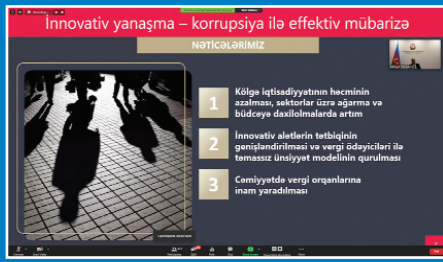 İnnovativ yanaşma – korrupsiya ilə effektiv mübarizə
NƏTİCƏLƏRİMİZ
1
Kölgə iqtisadiyyatının həcminin
azalması, sektorlar üzrə ağarma və
büdcəyə daxilolmalarda artım
2
İnnovativ alətlərin tətbiqinin
genişləndirilməsi və vergi ödəyiciləri ilə
təmassız ünsiyyət modelinin qurulması
3
Cəmiyyətdə vergi orqanlarına
inam yaradılması